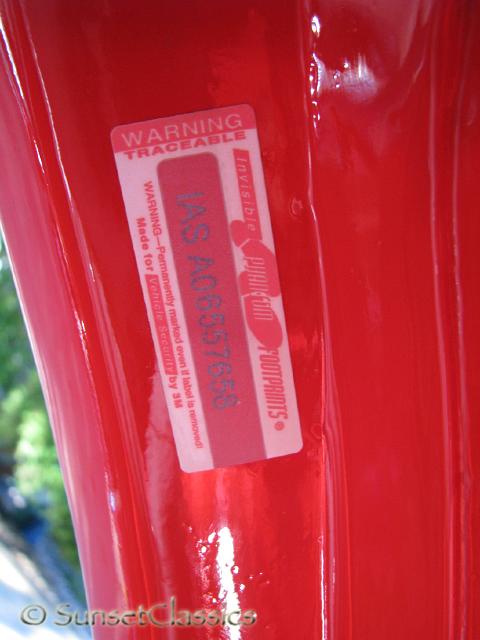 WARNING
TRACEABLE
Invisible
PHANTOM
FOOTPRINTS®
IAS A06557658
WARNING—Permanently marked even if label is removed!
Made for Vehicle Security by 3M
© SunsetClassics